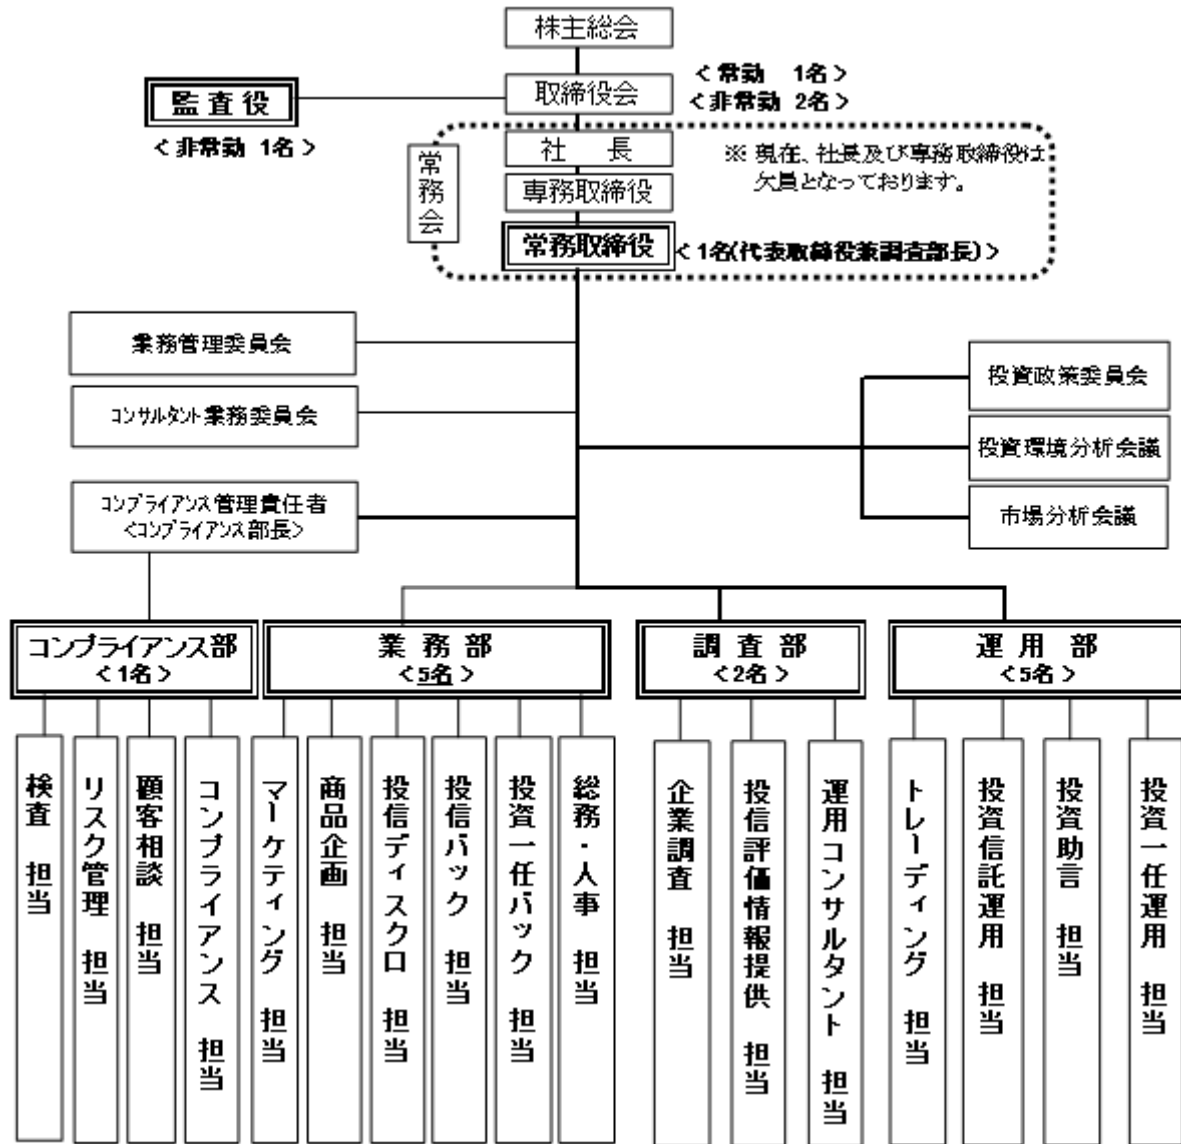 株主総会
取締役会
＜常勤 1名＞
＜非常勤 2名＞
監査役
＜非常勤 1名＞
常務会
社 長
※ 現在、社長及び専務取締役は
欠員となっております。
専務取締役
常務取締役
＜1名(代表取締役兼調査部長)＞
業務管理委員会
コンサルタント業務委員会
コンプライアンス管理責任者
<コンプライアンス部長>
投資政策委員会
投資環境分析会議
市場分析会議
コンプライアンス部
＜1名＞
業務部
＜5名＞
調査部
＜2名＞
運用部
＜5名＞
検査 担当
リスク管理 担当
顧客相談 担当
コンプライアンス 担当
マーケティング 担当
商品企画 担当
投信ディスクロ 担当
投信バック 担当
投資一任バック 担当
総務・人事 担当
企業調査 担当
投信評価情報提供 担当
運用コンサルタント 担当
トレーディング 担当
投資信託運用 担当
投資助言 担当
投資一任運用 担当